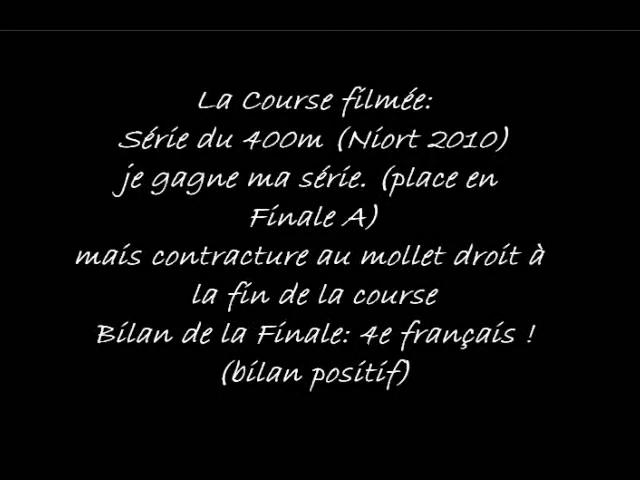 La Course filmée:
Série du 400m (Niort 2010)
je gagne ma série. (place en
Finale A)
mais contracture au mollet droit à
la fin de la course
Bilan de la Finale: 4e français !
(bilan positif)